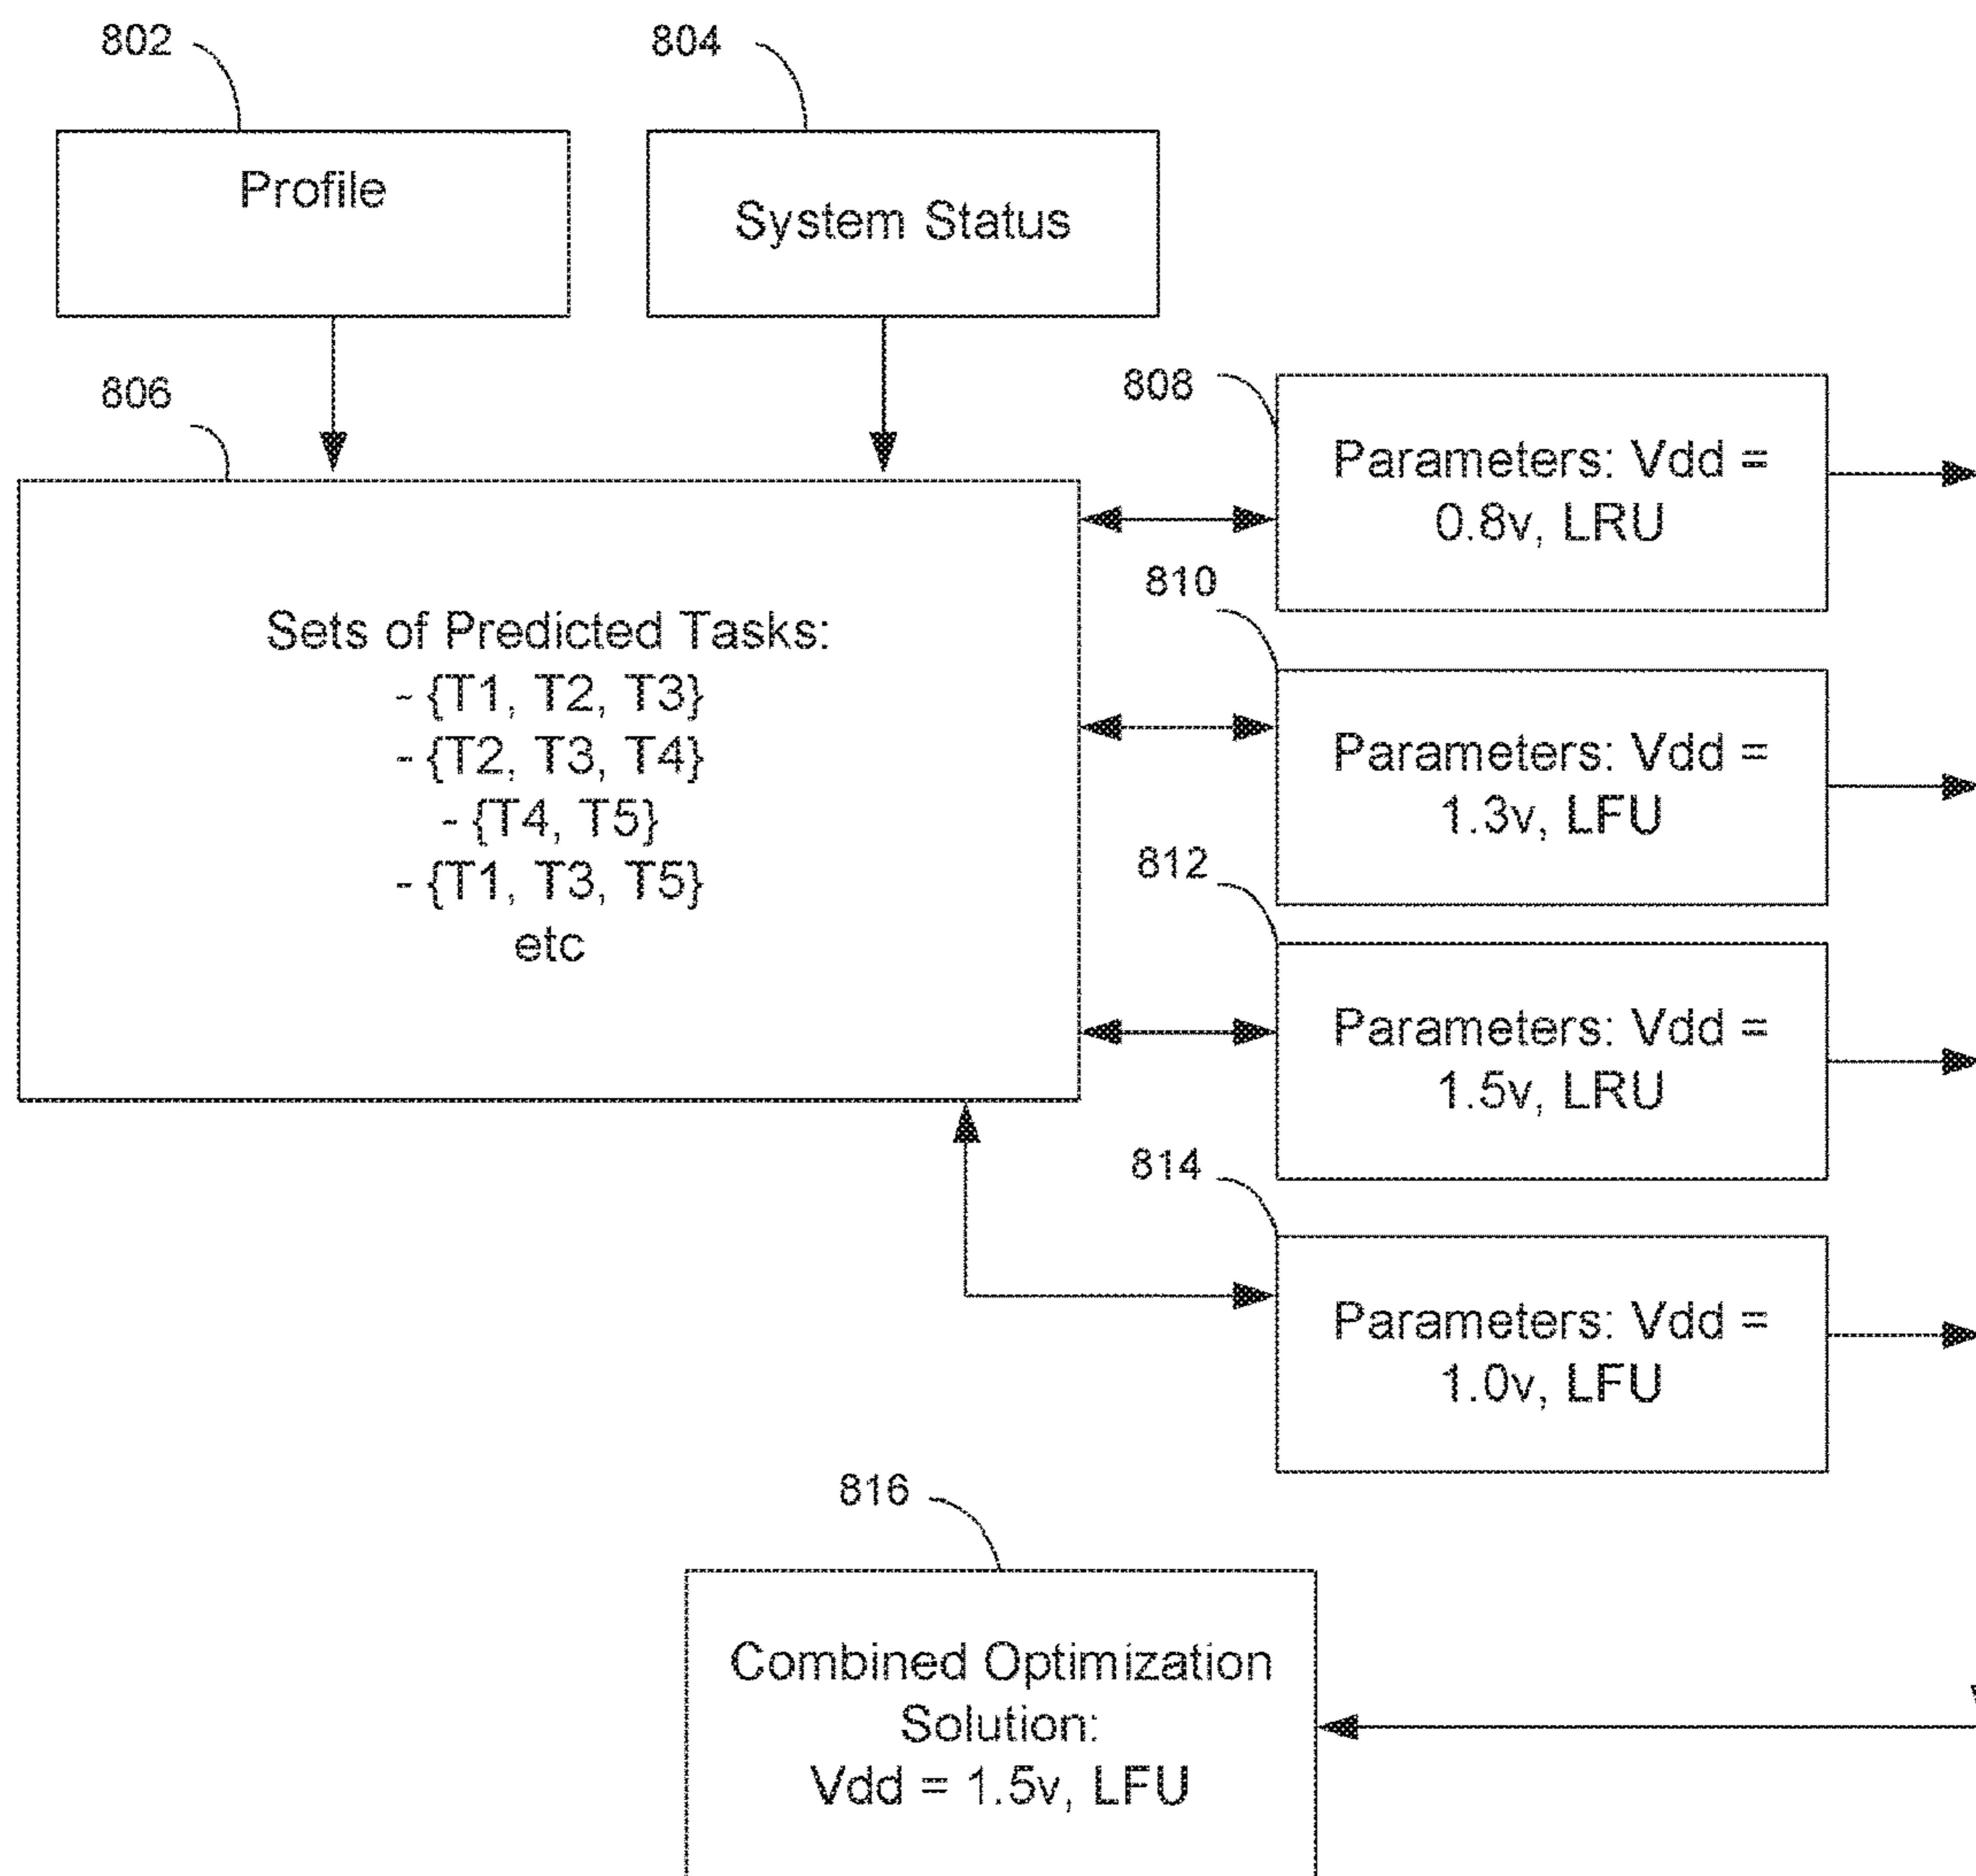 802
804
Profile
System Status
806
808
Parameters: Vdd =
0.8v, LRU
810
Sets of Predicted Tasks:
- {T1, T2, T3}
- {T2, T3, T4}
- {T4, T5}
- {T1, T3, T5}
etc
Parameters: Vdd =
1.3v, LFU
812
Parameters: Vdd =
1.5v, LRU
814
Parameters: Vdd =
1.0v, LFU
816
Combined Optimization
Solution:
Vdd = 1.5v, LFU